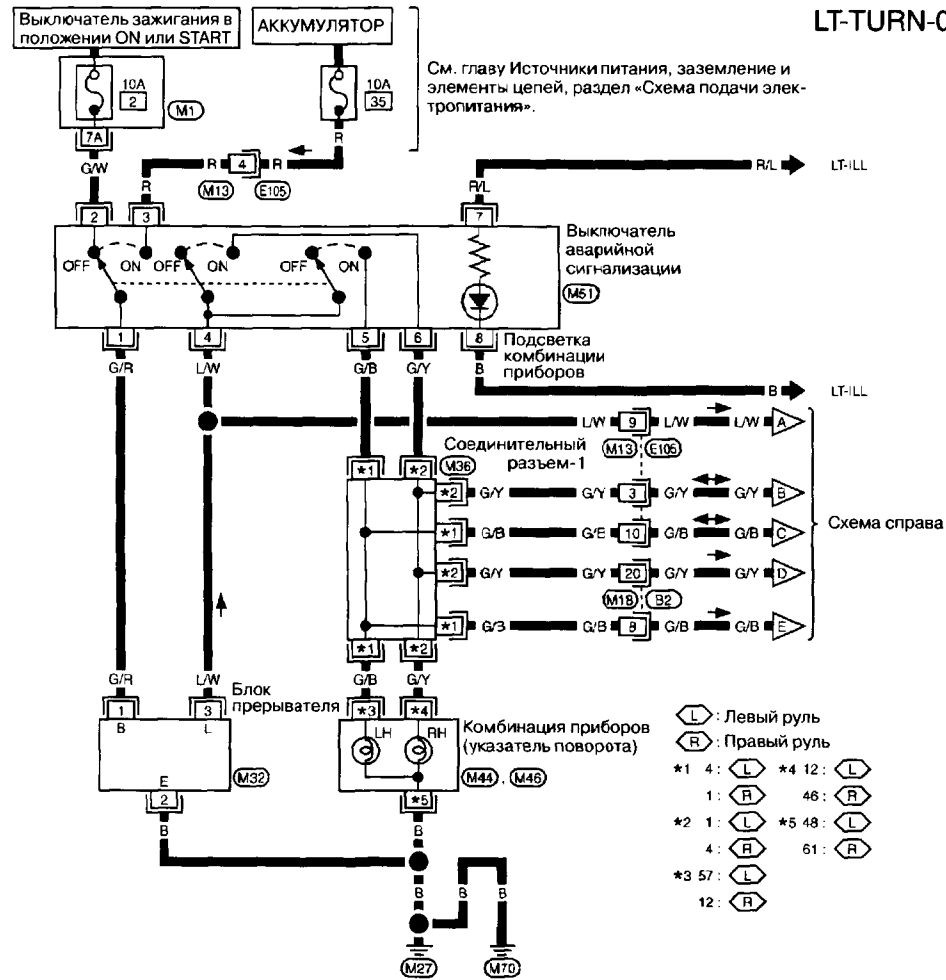 LT-TURN-0
Выключатель зажигания в
положении ON или START
АККУМУЛЯТОР
См. главу Источники питания, заземление и
элементы цепей, раздел «Схема подачи элек-
тропитания».
10A
2
M1
10A
35
7A
G/W
R
R 4 R
M13 E105
R
R/L LT-ILL
R/L
2 3 7
OFF ON OFF ON OFF ON
Выключатель
аварийной
сигнализации
M51
1 4 5 6 8
Подсветка
комбинации
приборов
G/R L/W G/B G/Y B
B LT-ILL
L/W 9 L/W L/W A
M13 E105
Соединительный
разъем-1
M36
*1 *2
*2 G/Y G/Y 3 G/Y G/Y B
*1 G/B G/B 10 G/B G/B C
Схема справа
*2 G/Y G/Y 20 G/Y G/Y D
M18 B2
*1 G/B G/B 8 G/B G/B E
*1 *2
G/R L/W G/B G/Y
Блок
прерывателя
1 3 *3 *4
B L
LH RH
Комбинация приборов
(указатель поворота)
M44, M46
E
M32
2 *5
B B
B B B
M27 M70
L : Левый руль
R : Правый руль
*1 4: L *4 12: L
1: R 46: R
*2 1: L *5 48: L
4: R 61: R
*3 57: L
12: R